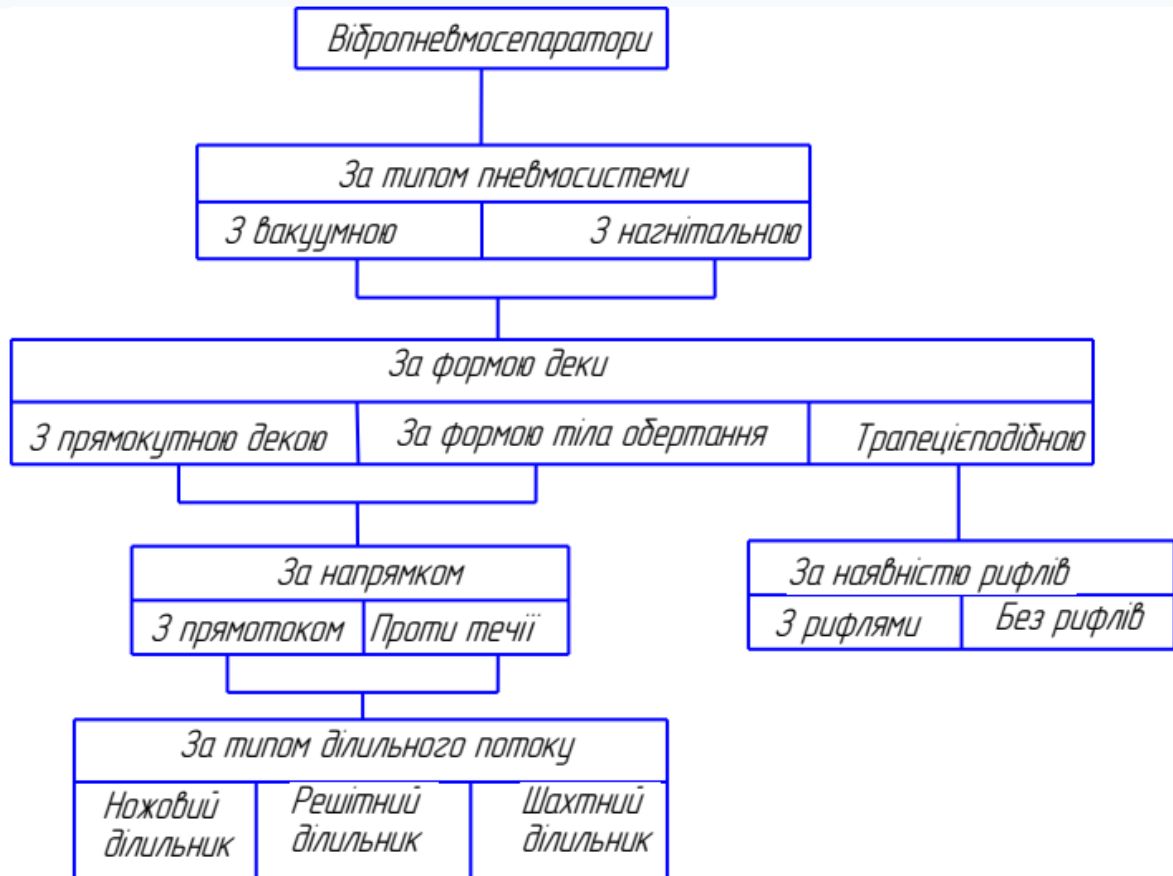 Вібропневмосепаратори
За типом пневмосистеми
З вакуумною
З нагнітальною
За формою деки
З прямокутною декою
За формою тіла обертання
Трапецієподібною
За напрямком
З прямотоком
Проти течії
За наявністю рифлів
З рифлями
Без рифлів
За типом ділильного потоку
Ножовий
ділильник
Решітний
ділильник
Шахтний
ділильник